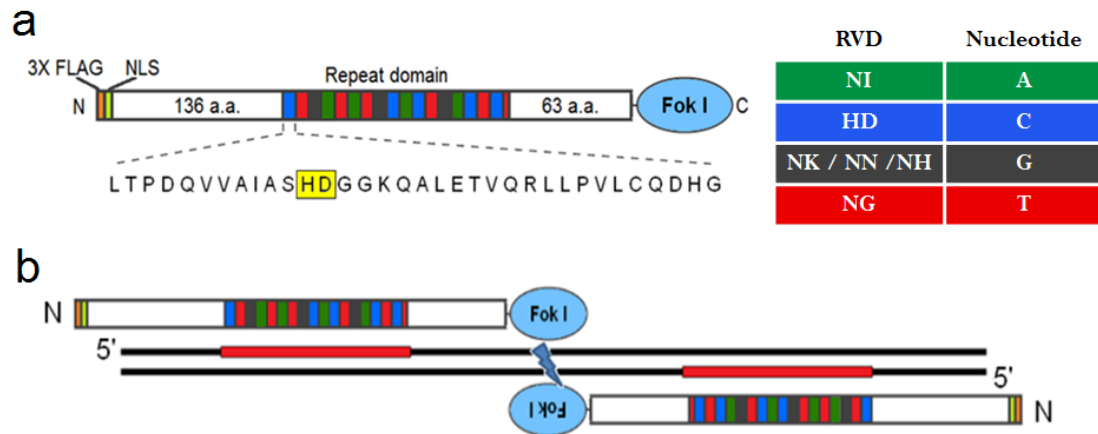 a
3X FLAG NLS
Repeat domain
N 136 a.a. 63 a.a. Fok I C
LTPDQVVAIASHDGGKQALETVQRLLPVLCQDHG
RVD Nucleotide
NI A
HD C
NK / NN /NH G
NG T
b
N Fok I
5'
5'
Fok I N